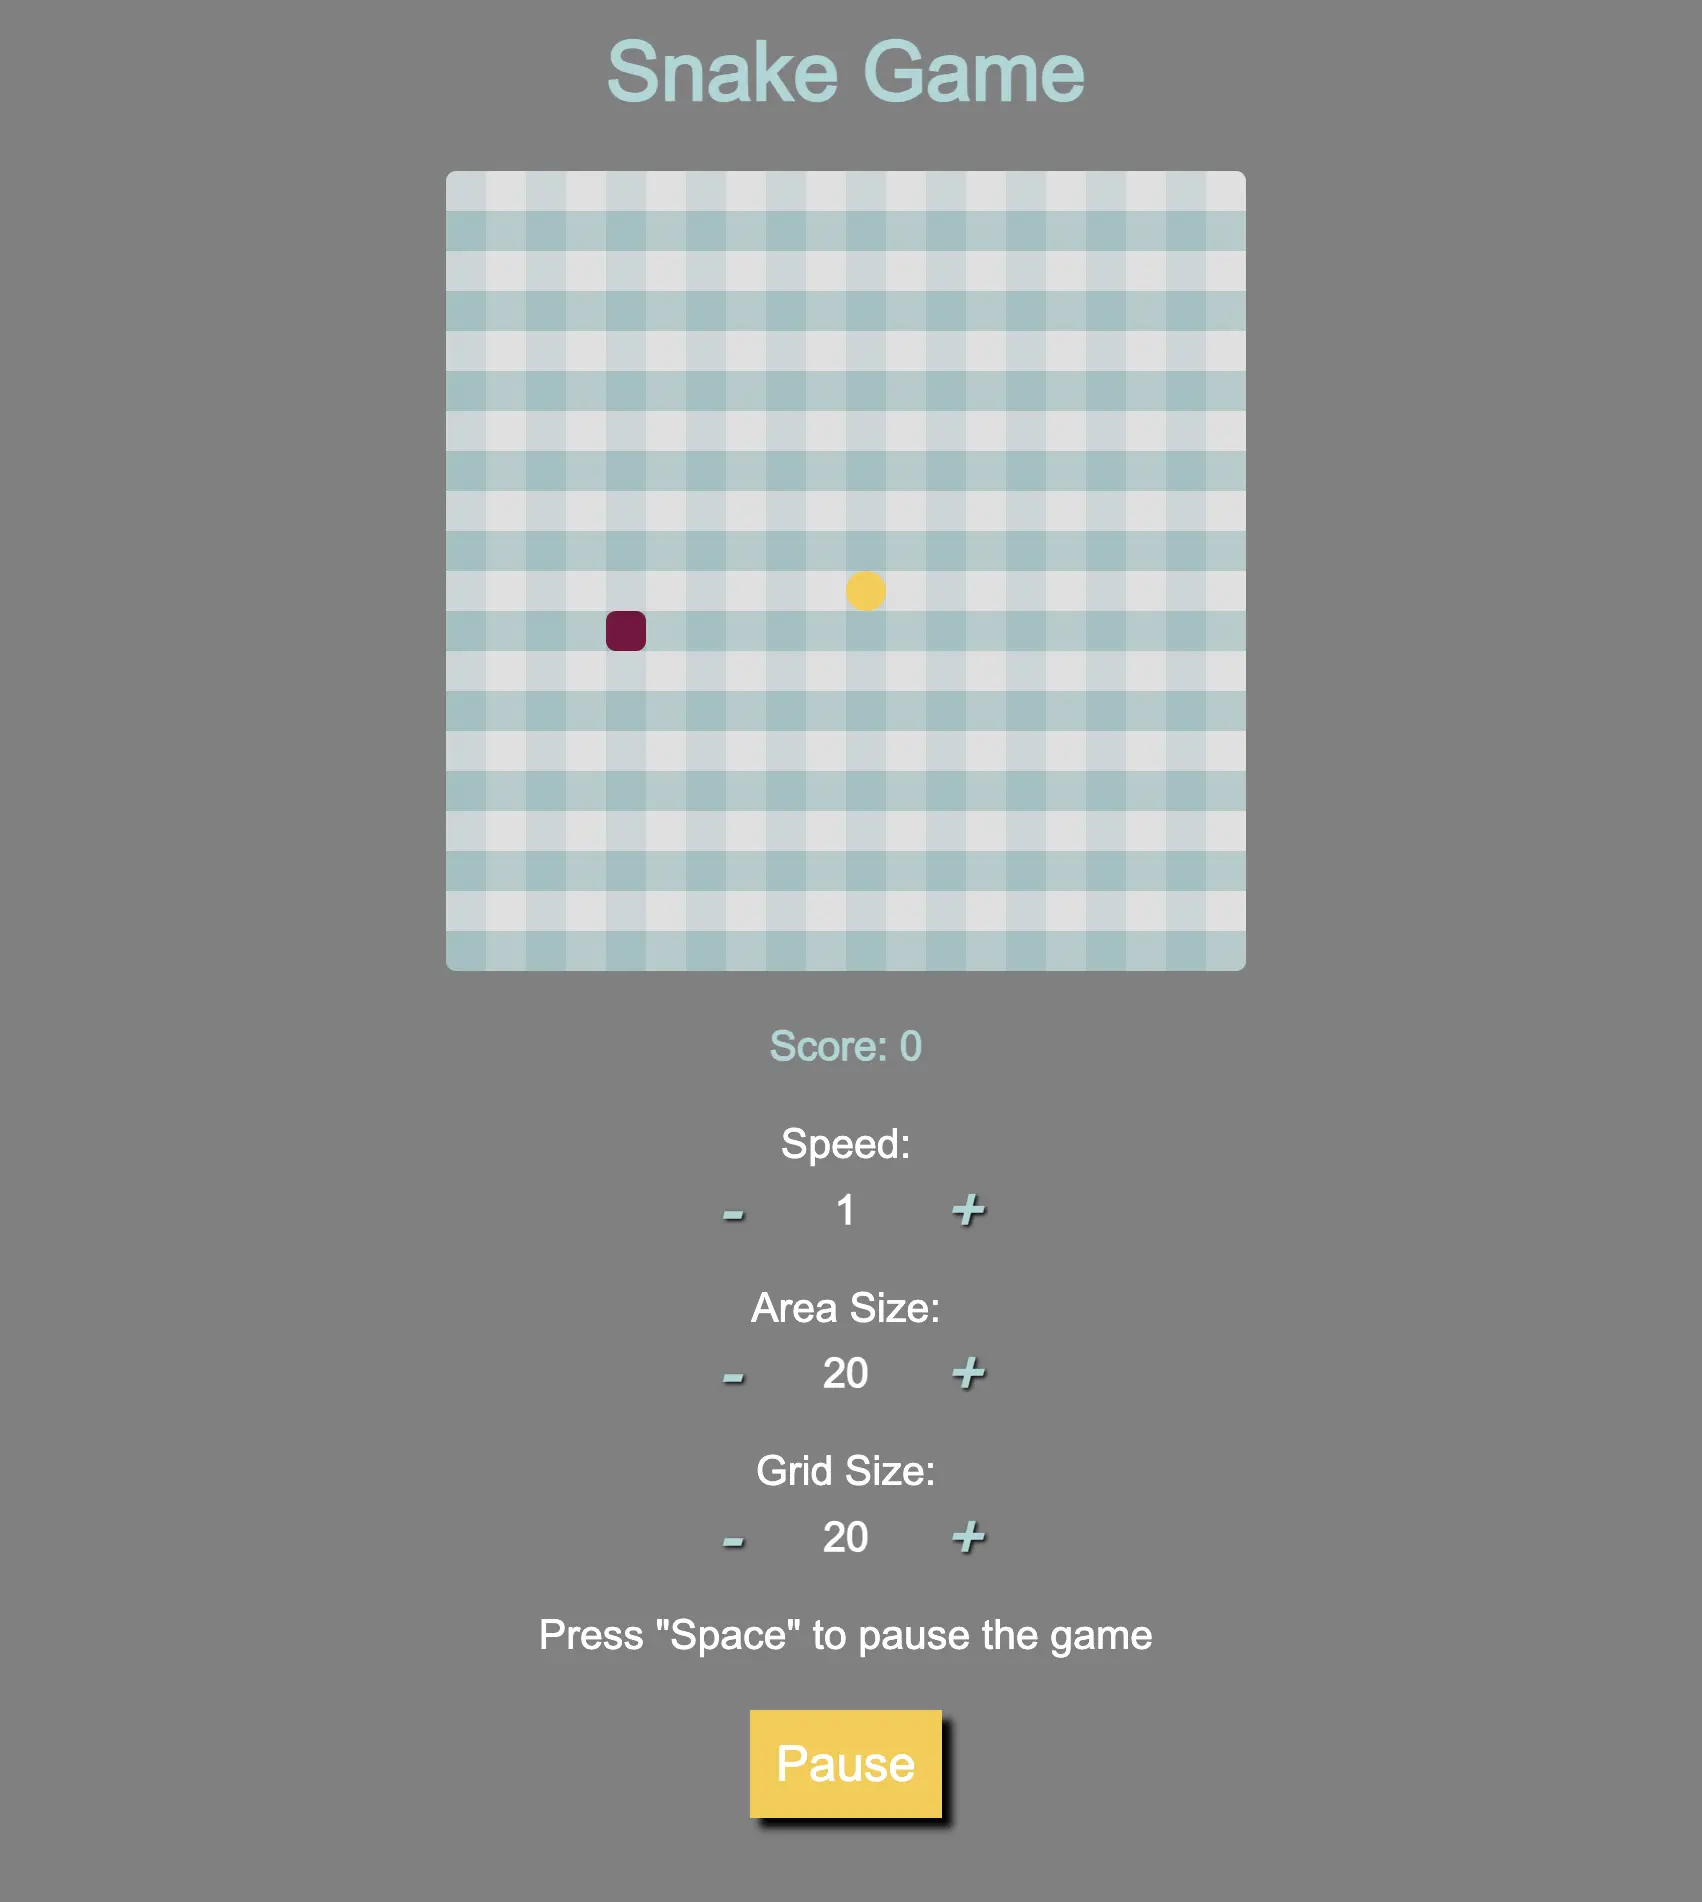 Snake Game
Score: 0
Speed:
- 1 +
Area Size:
- 20 +
Grid Size:
- 20 +
Press "Space" to pause the game
Pause